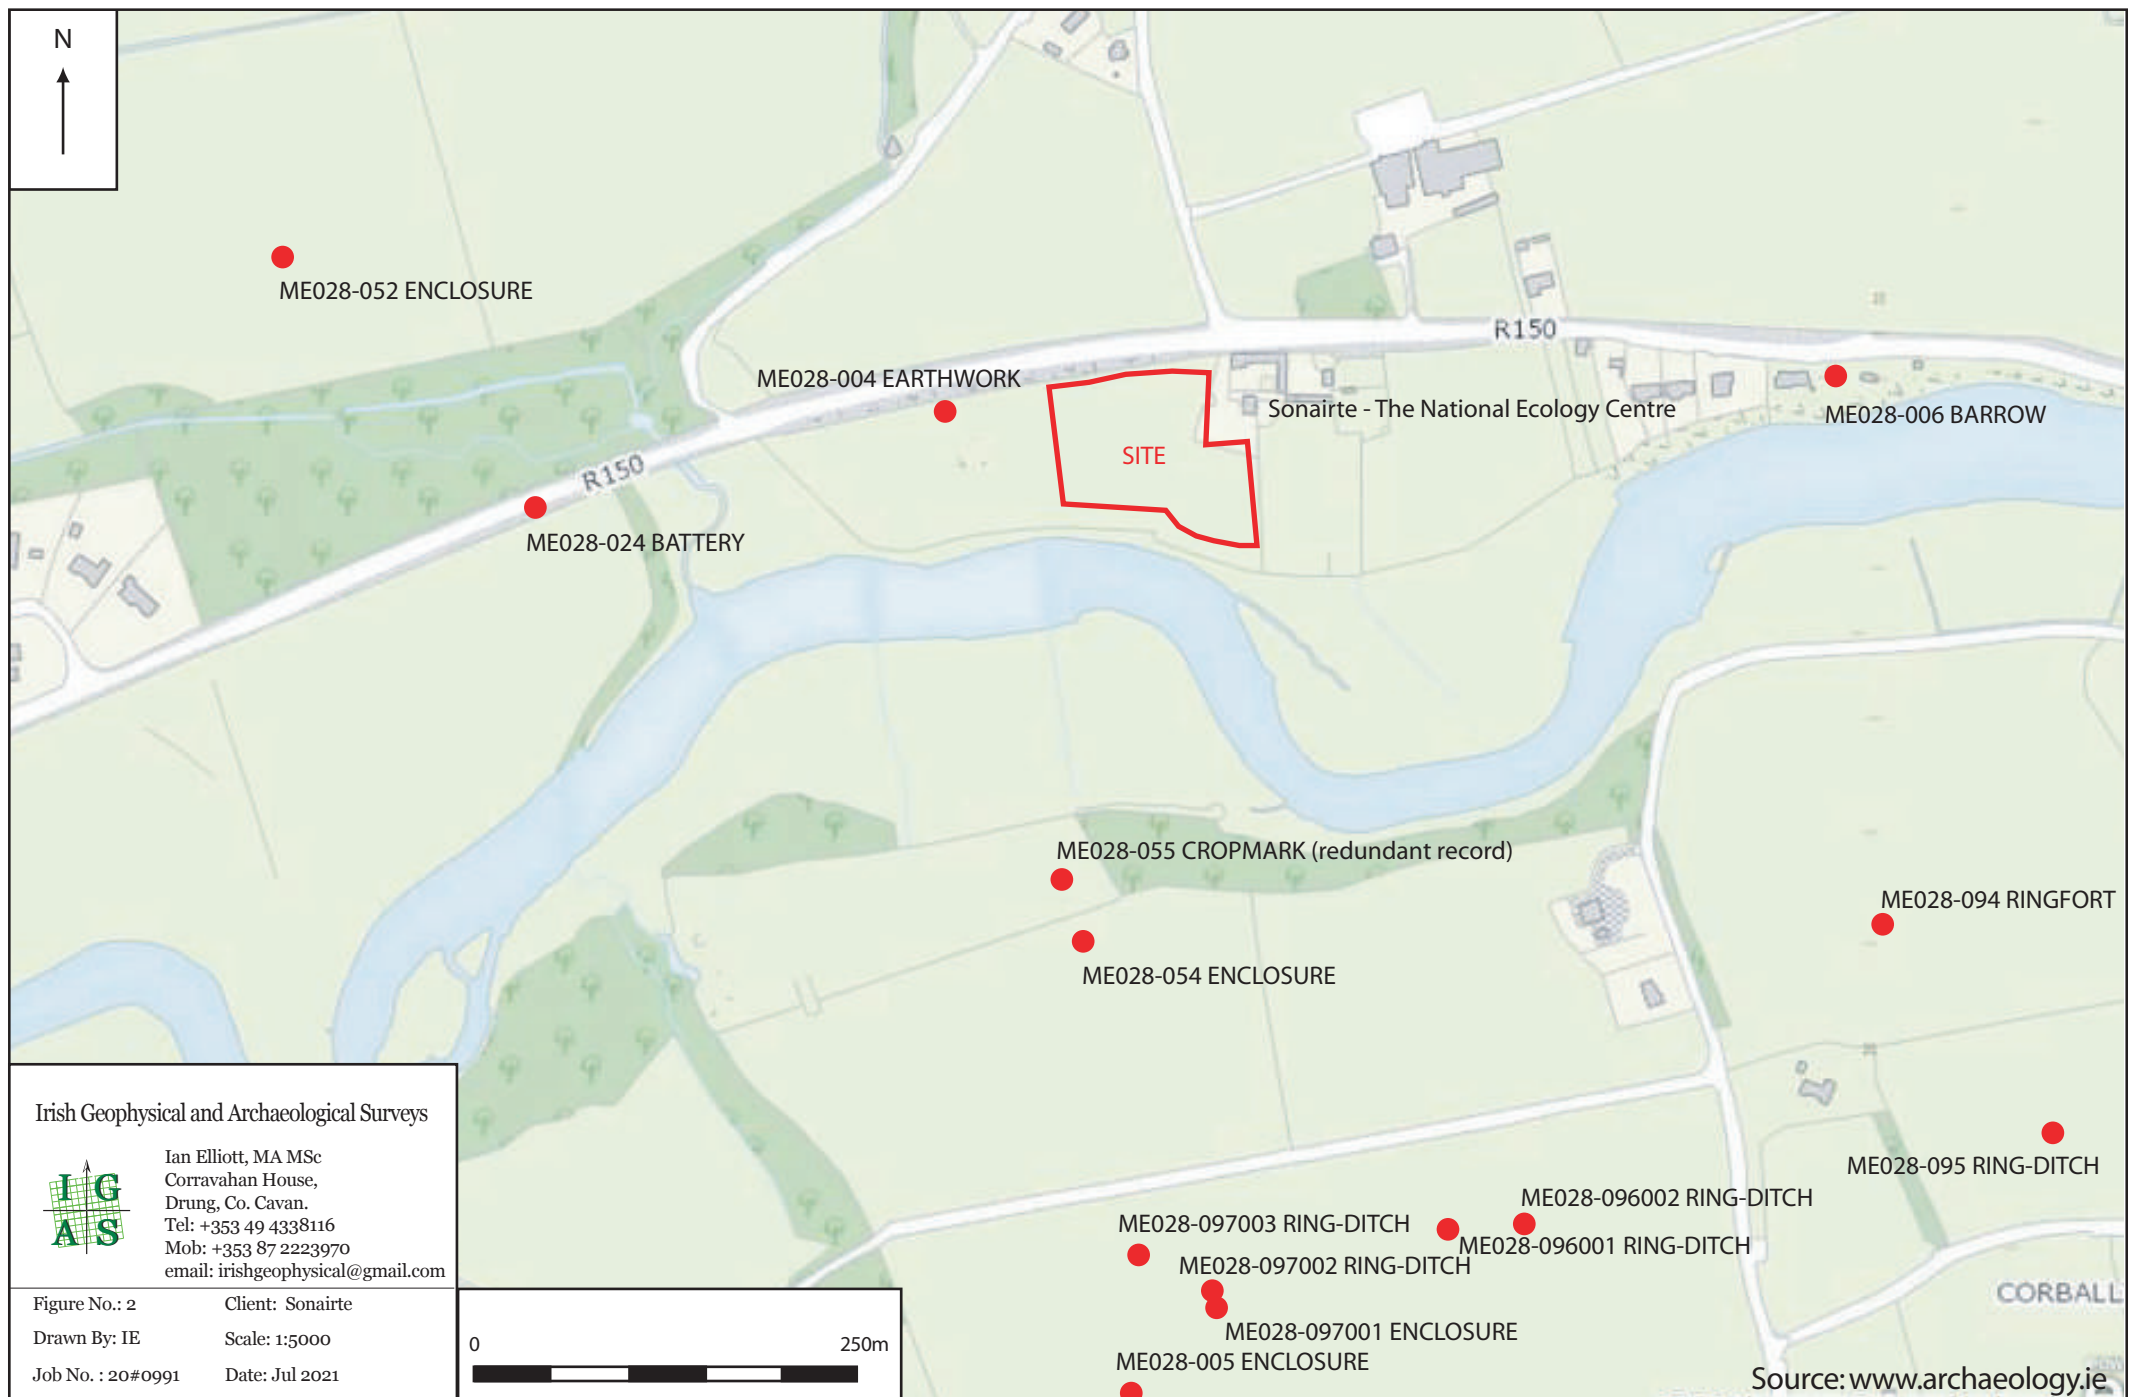 N
ME028-052 ENCLOSURE
R150
ME028-004 EARTHWORK
Sonairte - The National Ecology Centre
ME028-006 BARROW
SITE
R150
ME028-024 BATTERY
ME028-055 CROPMARK (redundant record)
ME028-094 RINGFORT
ME028-054 ENCLOSURE
ME028-095 RING-DITCH
ME028-096002 RING-DITCH
ME028-097003 RING-DITCH
ME028-096001 RING-DITCH
ME028-097002 RING-DITCH
CORBALL
ME028-097001 ENCLOSURE
ME028-005 ENCLOSURE
Source: www.archaeology.ie
Irish Geophysical and Archaeological Surveys
I G
A S
Ian Elliott, MA MSc
Corravahan House,
Drung, Co. Cavan.
Tel: +353 49 4338116
Mob: +353 87 2223970
email: irishgeophysical@gmail.com
Figure No.: 2 Client: Sonairte
Drawn By: IE Scale: 1:5000
Job No. : 20#0991 Date: Jul 2021
0 250m